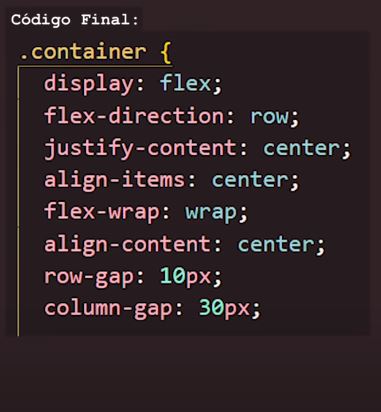 Código Final:
.container {
display: flex;
flex-direction: row;
justify-content: center;
align-items: center;
flex-wrap: wrap;
align-content: center;
row-gap: 10px;
column-gap: 30px;